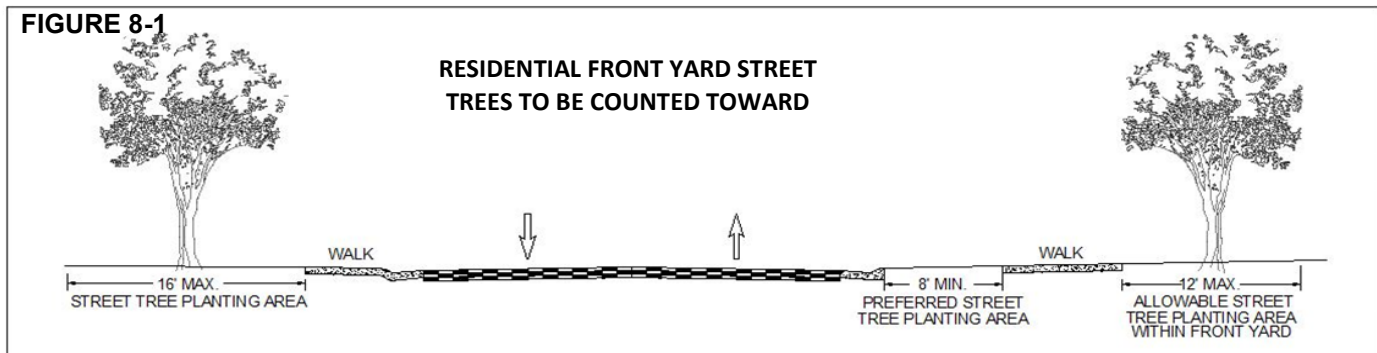 FIGURE 8-1
RESIDENTIAL FRONT YARD STREET
TREES TO BE COUNTED TOWARD
WALK
16' MAX.
STREET TREE PLANTING AREA
8' MIN.
PREFERRED STREET
TREE PLANTING AREA
WALK
12' MAX.
ALLOWABLE STREET
TREE PLANTING AREA
WITHIN FRONT YARD